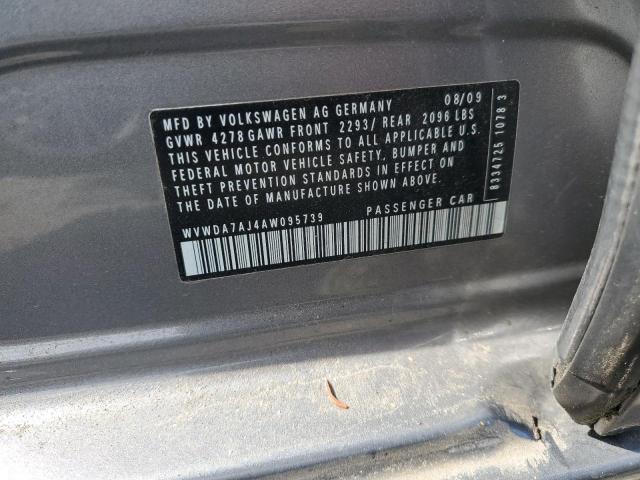 MFD BY VOLKSWAGEN AG GERMANY 08/09
GVWR 4278 GAWR FRONT 2293/ REAR 2096 LBS
THIS VEHICLE CONFORMS TO ALL APPLICABLE U.S.
FEDERAL MOTOR VEHICLE SAFETY, BUMPER AND
THEFT PREVENTION STANDARDS IN EFFECT ON
THE DATE OF MANUFACTURE SHOWN ABOVE.
WVWDA7AJ4AW095739 PASSENGER CAR
8334725 1078 3